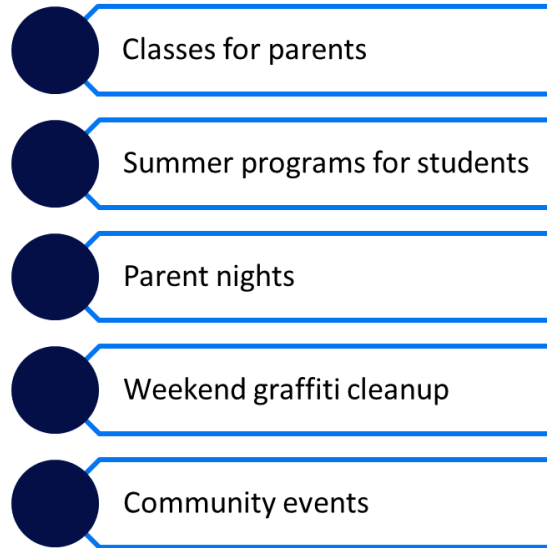 Classes for parents
Summer programs for students
Parent nights
Weekend graffiti cleanup
Community events